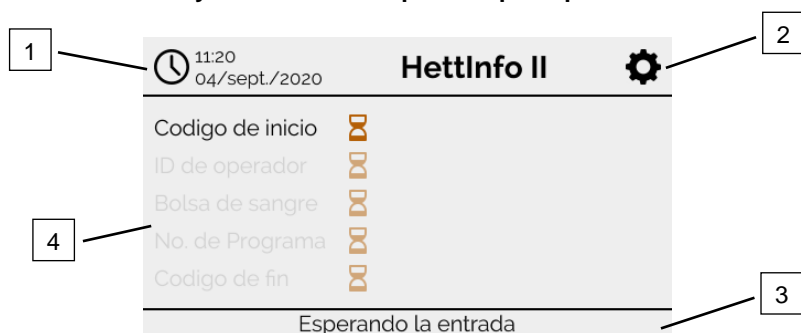 1
2
11:20
04/sept./2020
HettInfo II
Codigo de inicio
ID de operador
Bolsa de sangre
No. de Programa
Codigo de fin
4
3
Esperando la entrada